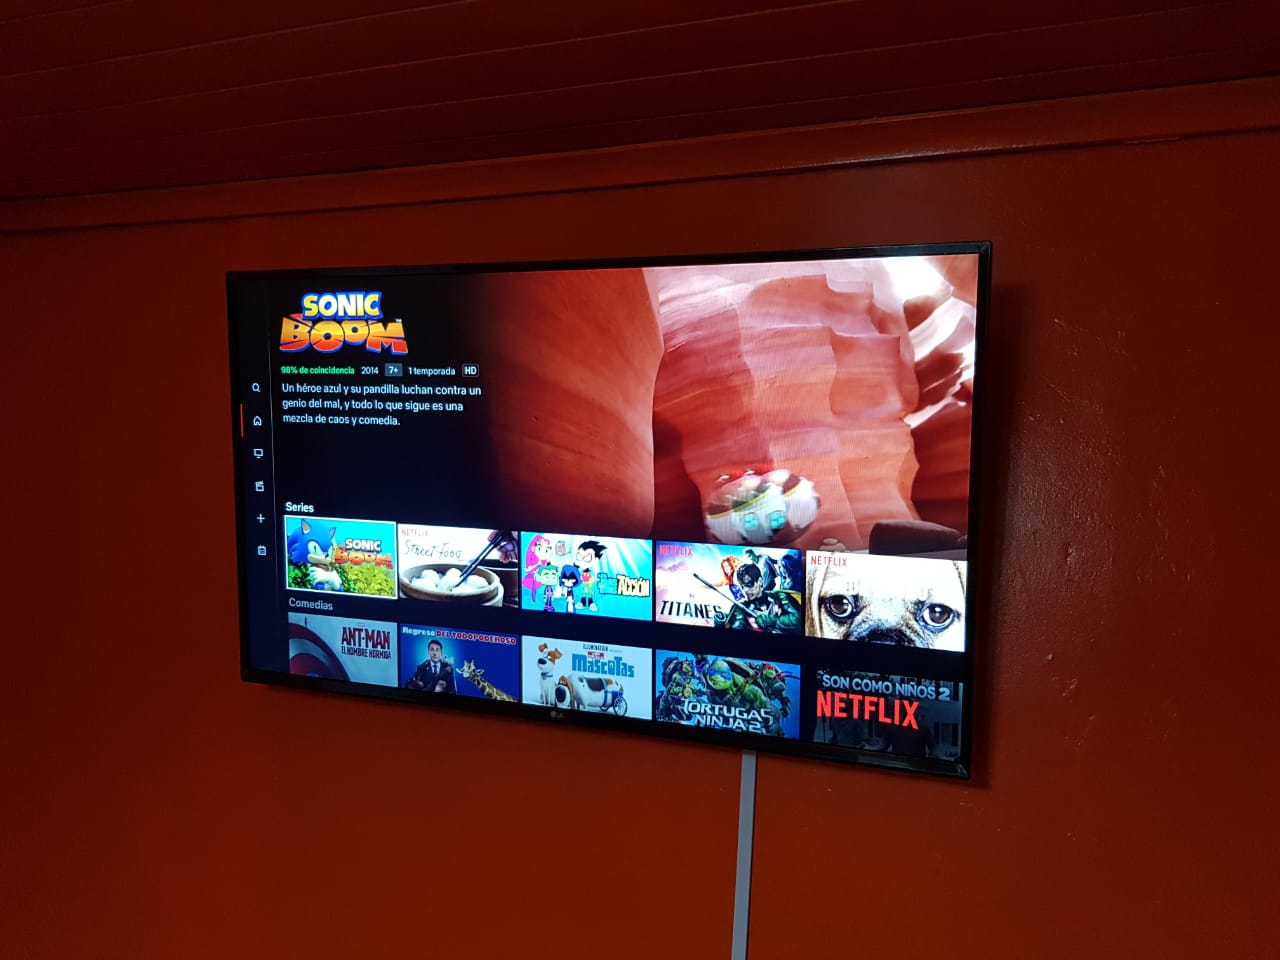 SONIC
BOOM
98% de coincidencia 2014 7+ 1 temporada HD
Un héroe azul y su pandilla luchan contra un
genio del mal, y todo lo que sigue es una
mezcla de caos y comedia.
Series
SONIC
BOOM
NETFLIX
Street Food
ACCIÓN
NETFLIX
TITANES
NETFLIX
Comedias
ANT-MAN
EL HOMBRE HORMIGA
Regreso DEL TODOPODEROSO
ILLUMINATION
MASCOTAS
TORTUGAS
NINJA 2
SON COMO NIÑOS 2
NETFLIX
LG